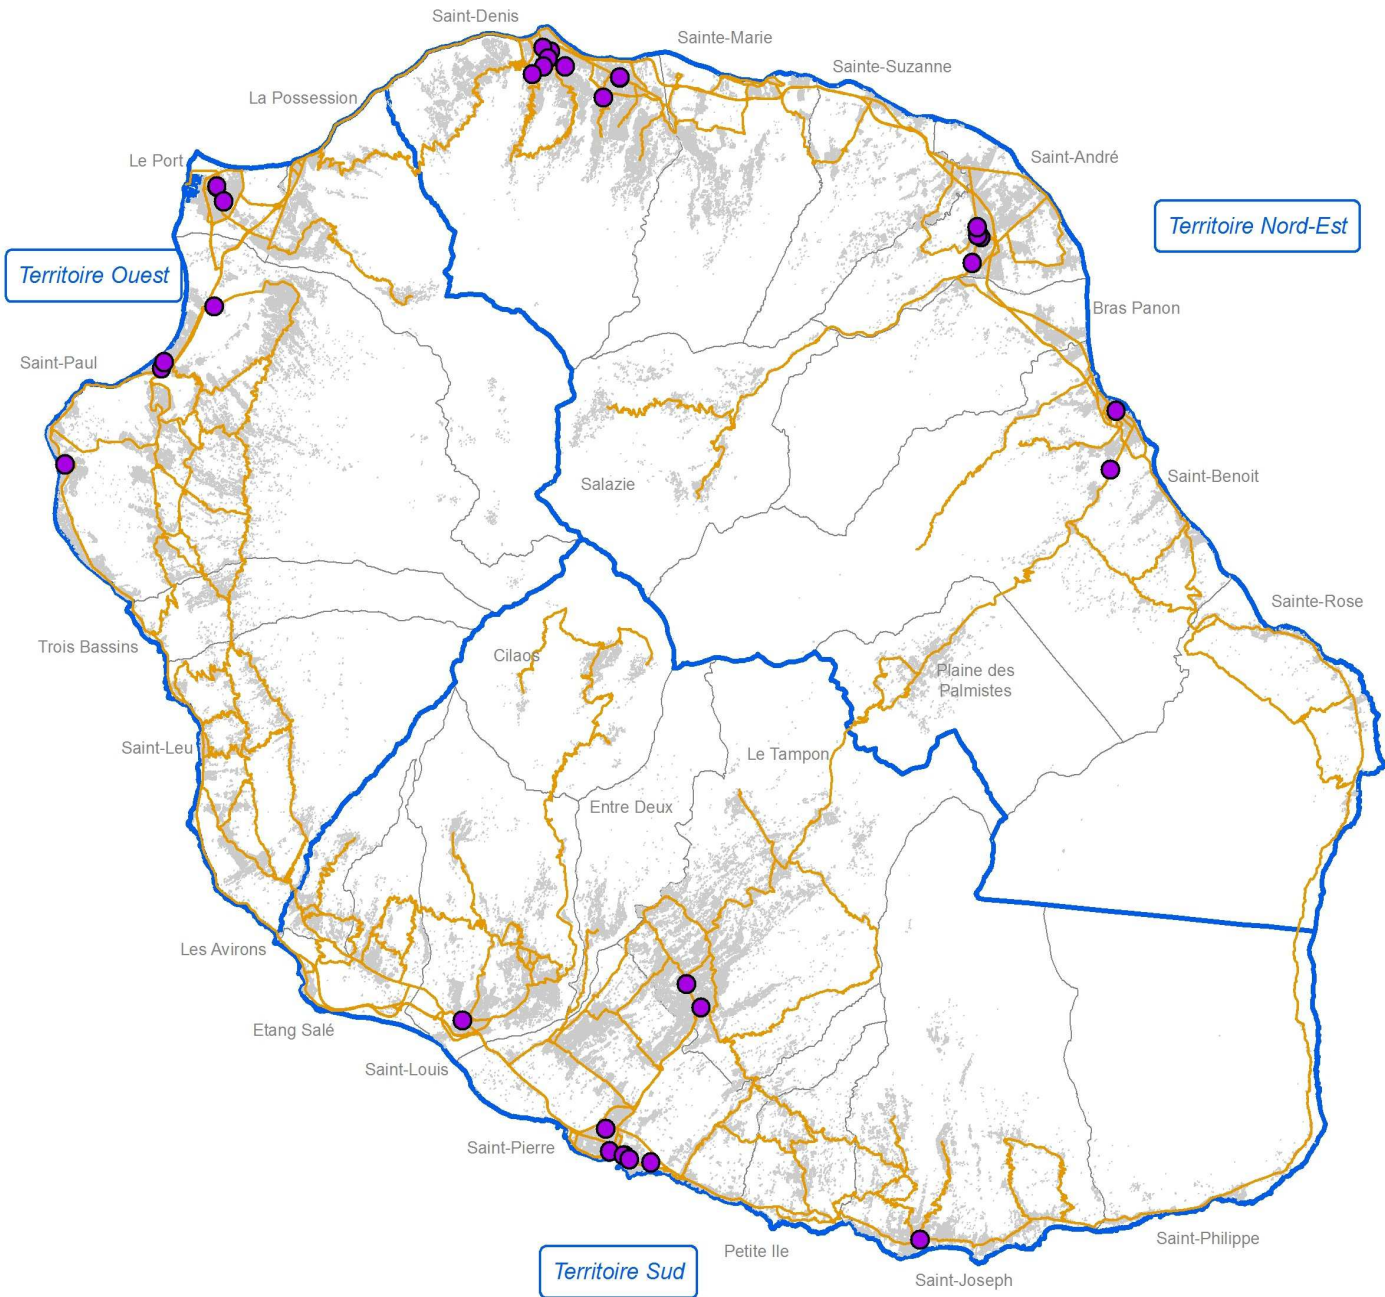 Saint-Denis
Sainte-Marie
Sainte-Suzanne
La Possession
Le Port
Saint-André
Territoire Nord-Est
Territoire Ouest
Bras Panon
Saint-Paul
Saint-Benoit
Salazie
Sainte-Rose
Trois Bassins
Cilaos
Plaine des
Palmistes
Saint-Leu
Le Tampon
Entre Deux
Les Avirons
Etang Salé
Saint-Louis
Saint-Pierre
Saint-Philippe
Petite Ile
Territoire Sud
Saint-Joseph